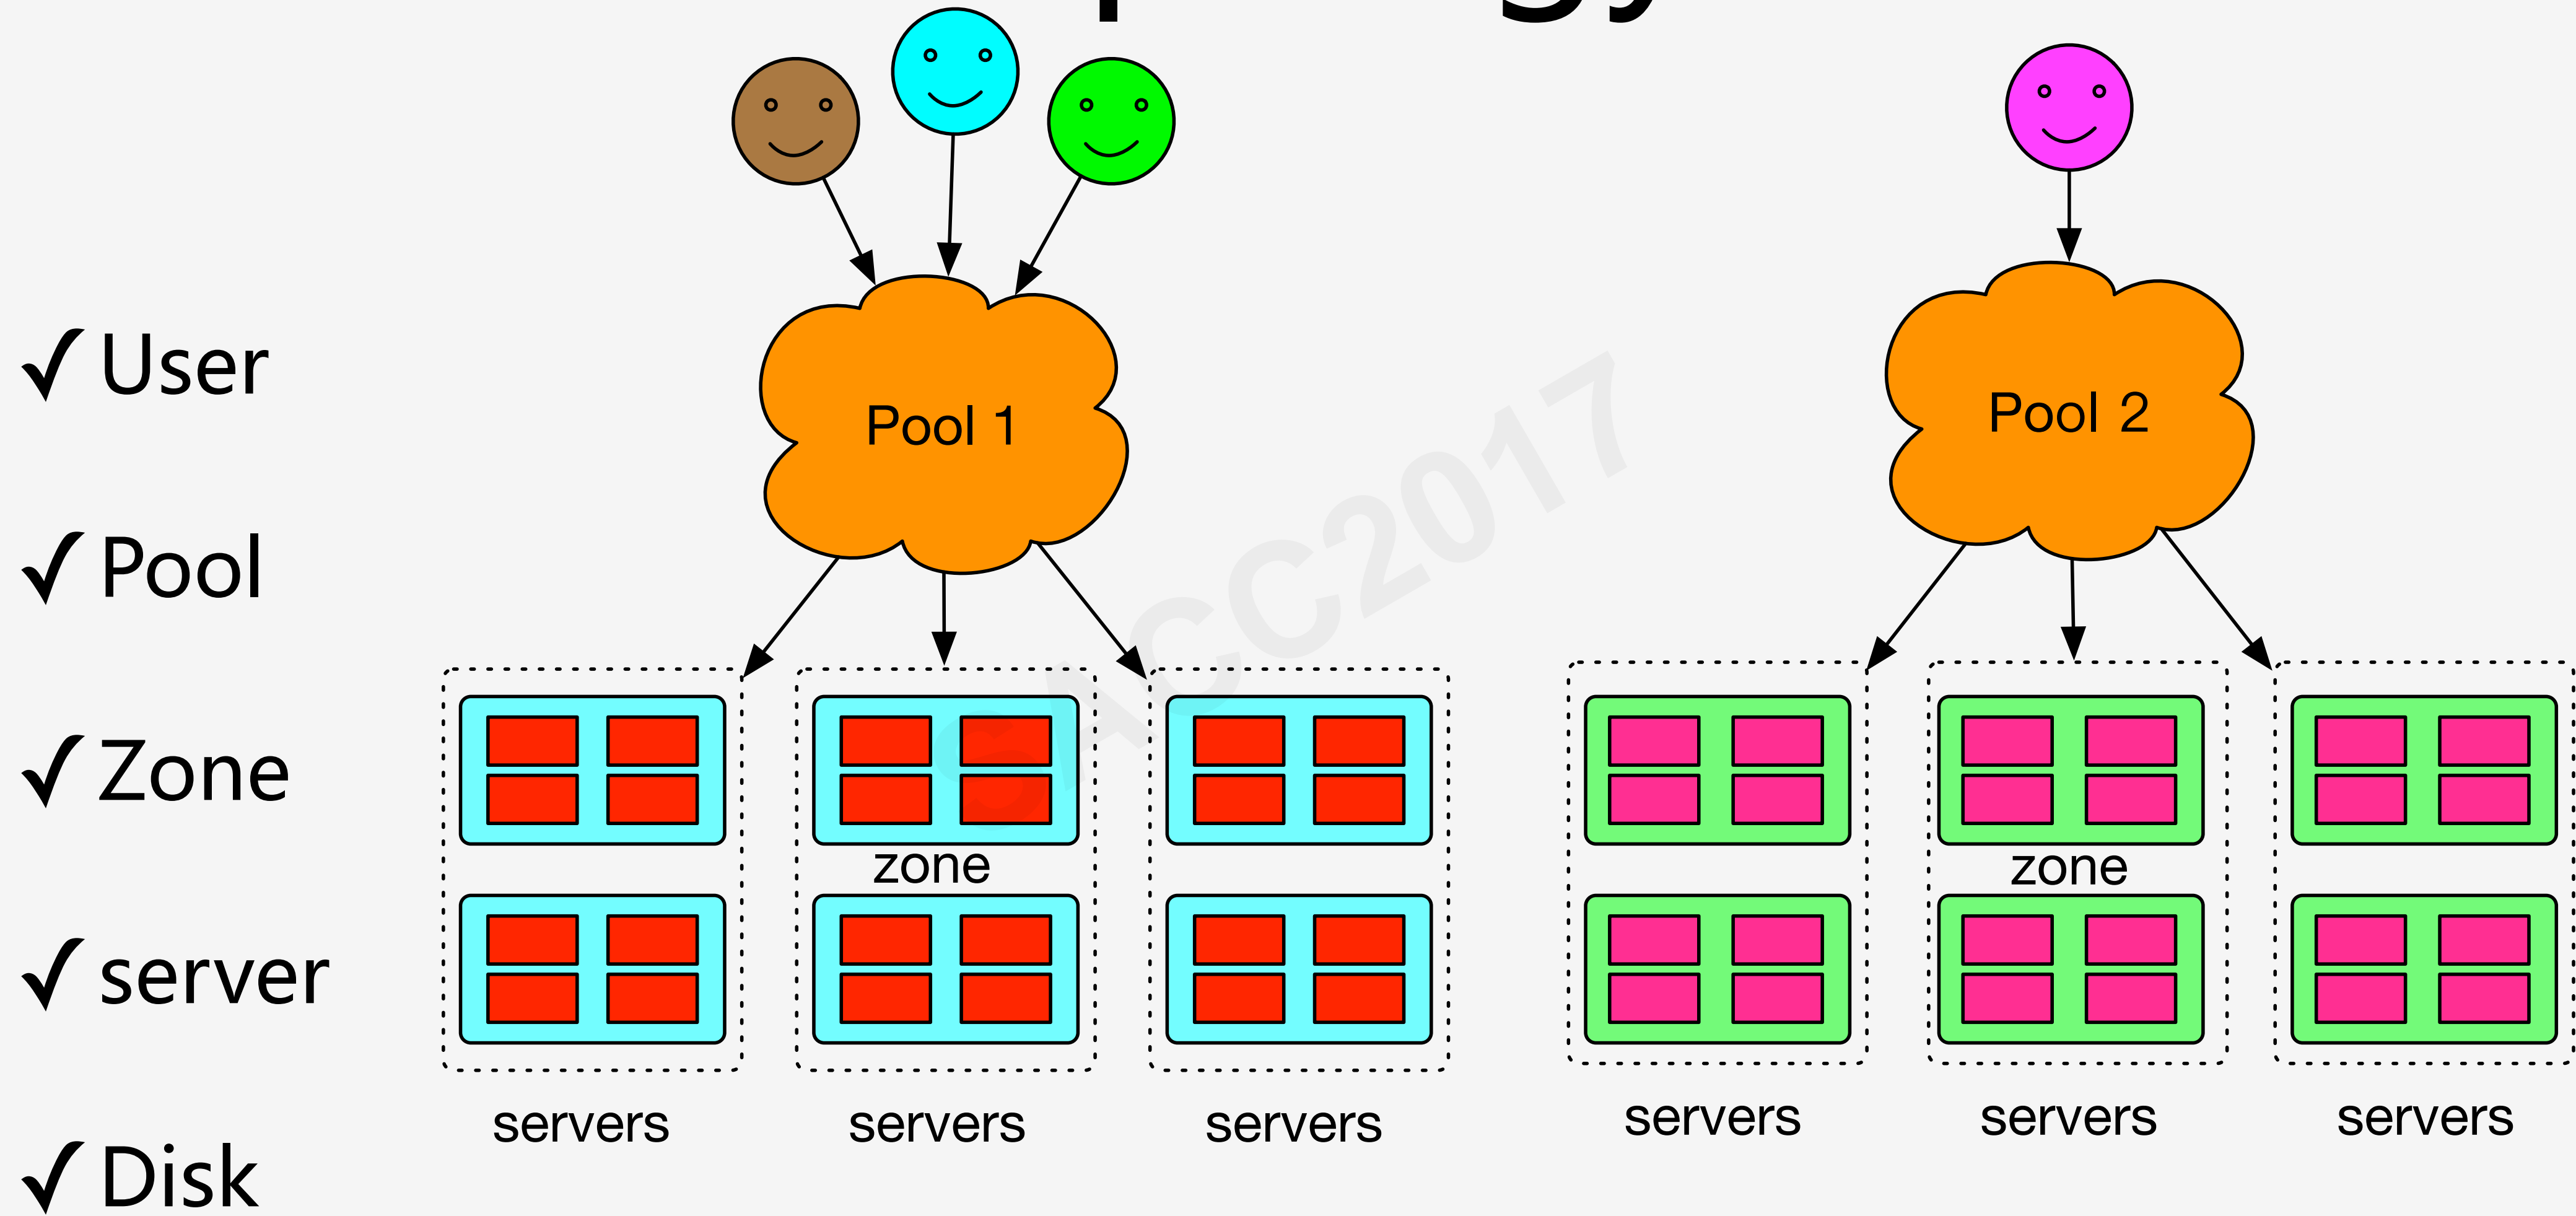 ✓ User
✓ Pool
✓ Zone
✓ server
✓ Disk
Pool 1
Pool 2
zone
zone
servers
servers
servers
servers
servers
servers
SACC2017